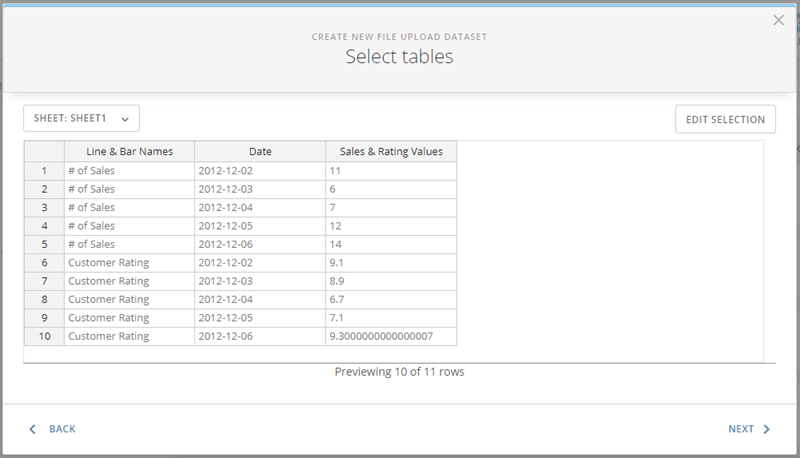 CREATE NEW FILE UPLOAD DATASET
Select tables
SHEET: SHEET1
EDIT SELECTION
Line & Bar Names Date Sales & Rating Values
1 # of Sales 2012-12-02 11
2 # of Sales 2012-12-03 6
3 # of Sales 2012-12-04 7
4 # of Sales 2012-12-05 12
5 # of Sales 2012-12-06 14
6 Customer Rating 2012-12-02 9.1
7 Customer Rating 2012-12-03 8.9
8 Customer Rating 2012-12-04 6.7
9 Customer Rating 2012-12-05 7.1
10 Customer Rating 2012-12-06 9.3000000000000007
Previewing 10 of 11 rows
BACK
NEXT